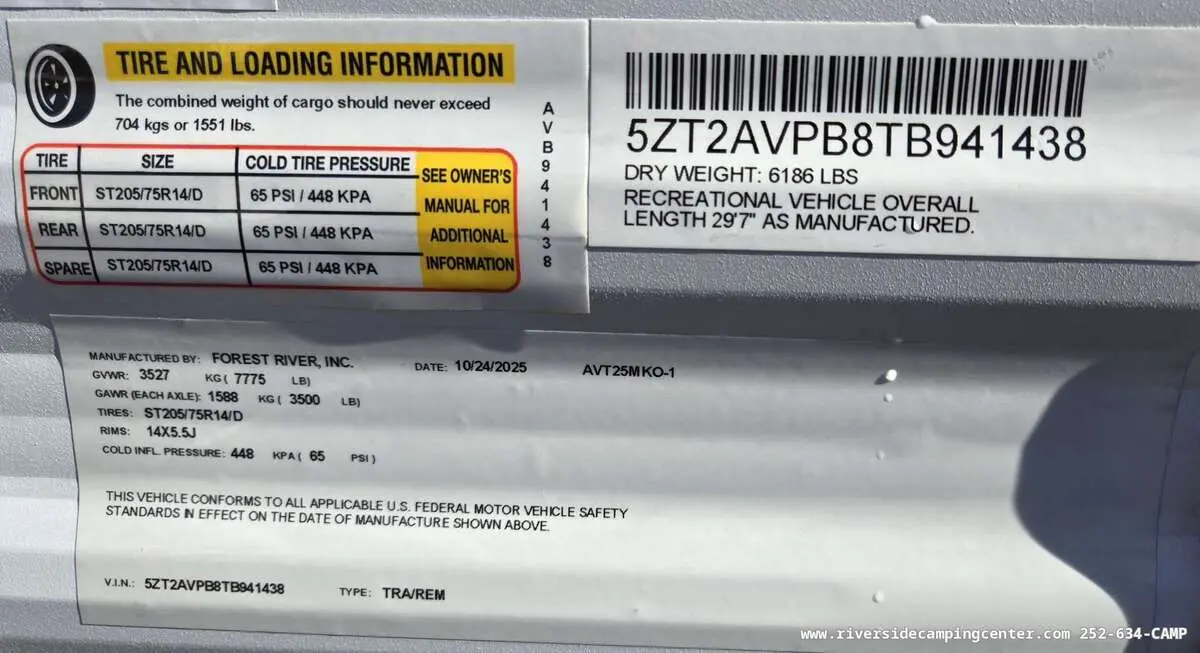 TIRE AND LOADING INFORMATION
The combined weight of cargo should never exceed
704 kgs or 1551 lbs.
TIRE SIZE COLD TIRE PRESSURE
FRONT ST205/75R14/D 65 PSI / 448 KPA
REAR ST205/75R14/D 65 PSI / 448 KPA
SPARE ST205/75R14/D 65 PSI / 448 KPA
SEE OWNER'S
MANUAL FOR
ADDITIONAL
INFORMATION
A
V
B
9
4
1
4
3
8
5ZT2AVPB8TB941438
DRY WEIGHT: 6186 LBS
RECREATIONAL VEHICLE OVERALL
LENGTH 29'7" AS MANUFACTURED.
MANUFACTURED BY: FOREST RIVER, INC. DATE: 10/24/2025 AVT25MKO-1
GVWR: 3527 KG ( 7775 LB)
GAWR (EACH AXLE): 1588 KG ( 3500 LB)
TIRES: ST205/75R14/D
RIMS: 14X5.5J
COLD INFL. PRESSURE: 448 KPA ( 65 PSI )
THIS VEHICLE CONFORMS TO ALL APPLICABLE U.S. FEDERAL MOTOR VEHICLE SAFETY
STANDARDS IN EFFECT ON THE DATE OF MANUFACTURE SHOWN ABOVE.
V.I.N.: 5ZT2AVPB8TB941438 TYPE: TRA/REM
www.riversidecampingcenter.com 252-634-CAMP